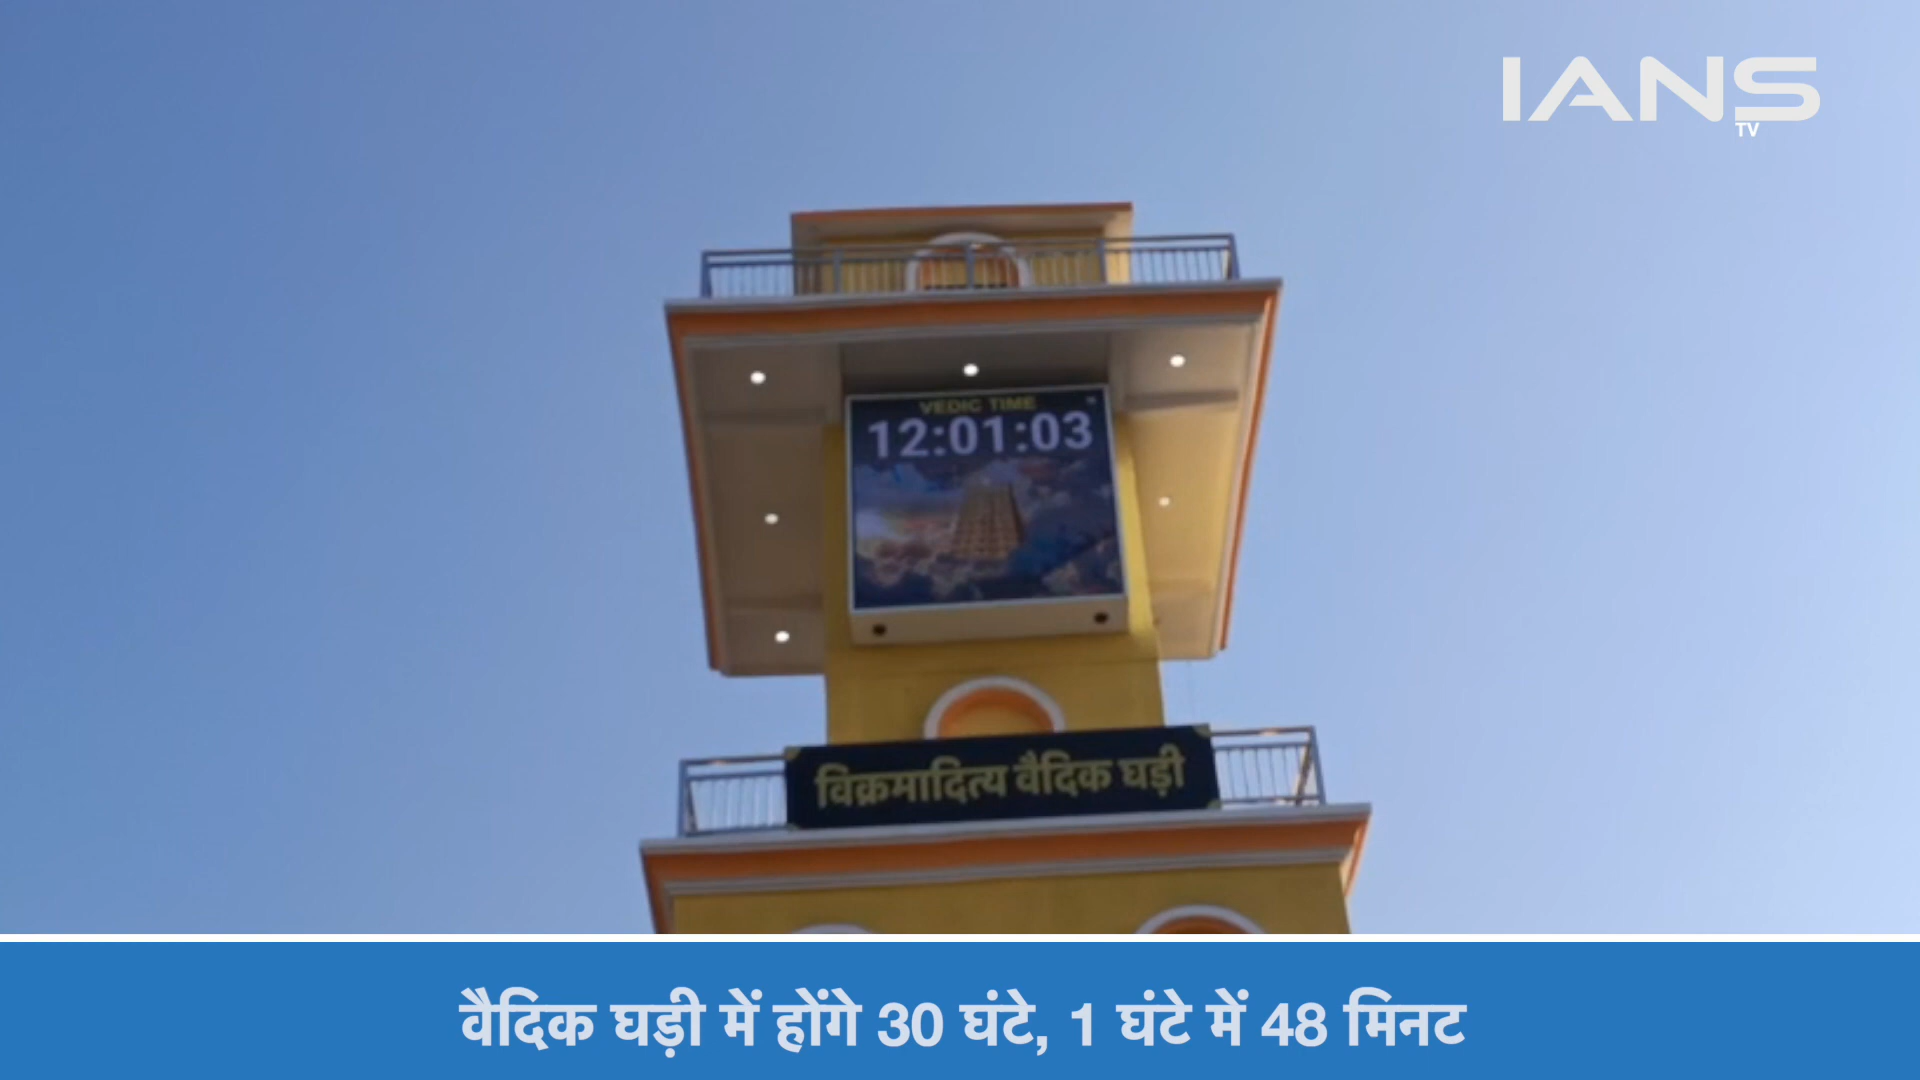 IANS
TV
VEDIC TIME
12:01:03
विक्रमादित्य वैदिक घड़ी
वैदिक घड़ी में होंगे 30 घंटे, 1 घंटे में 48 मिनट